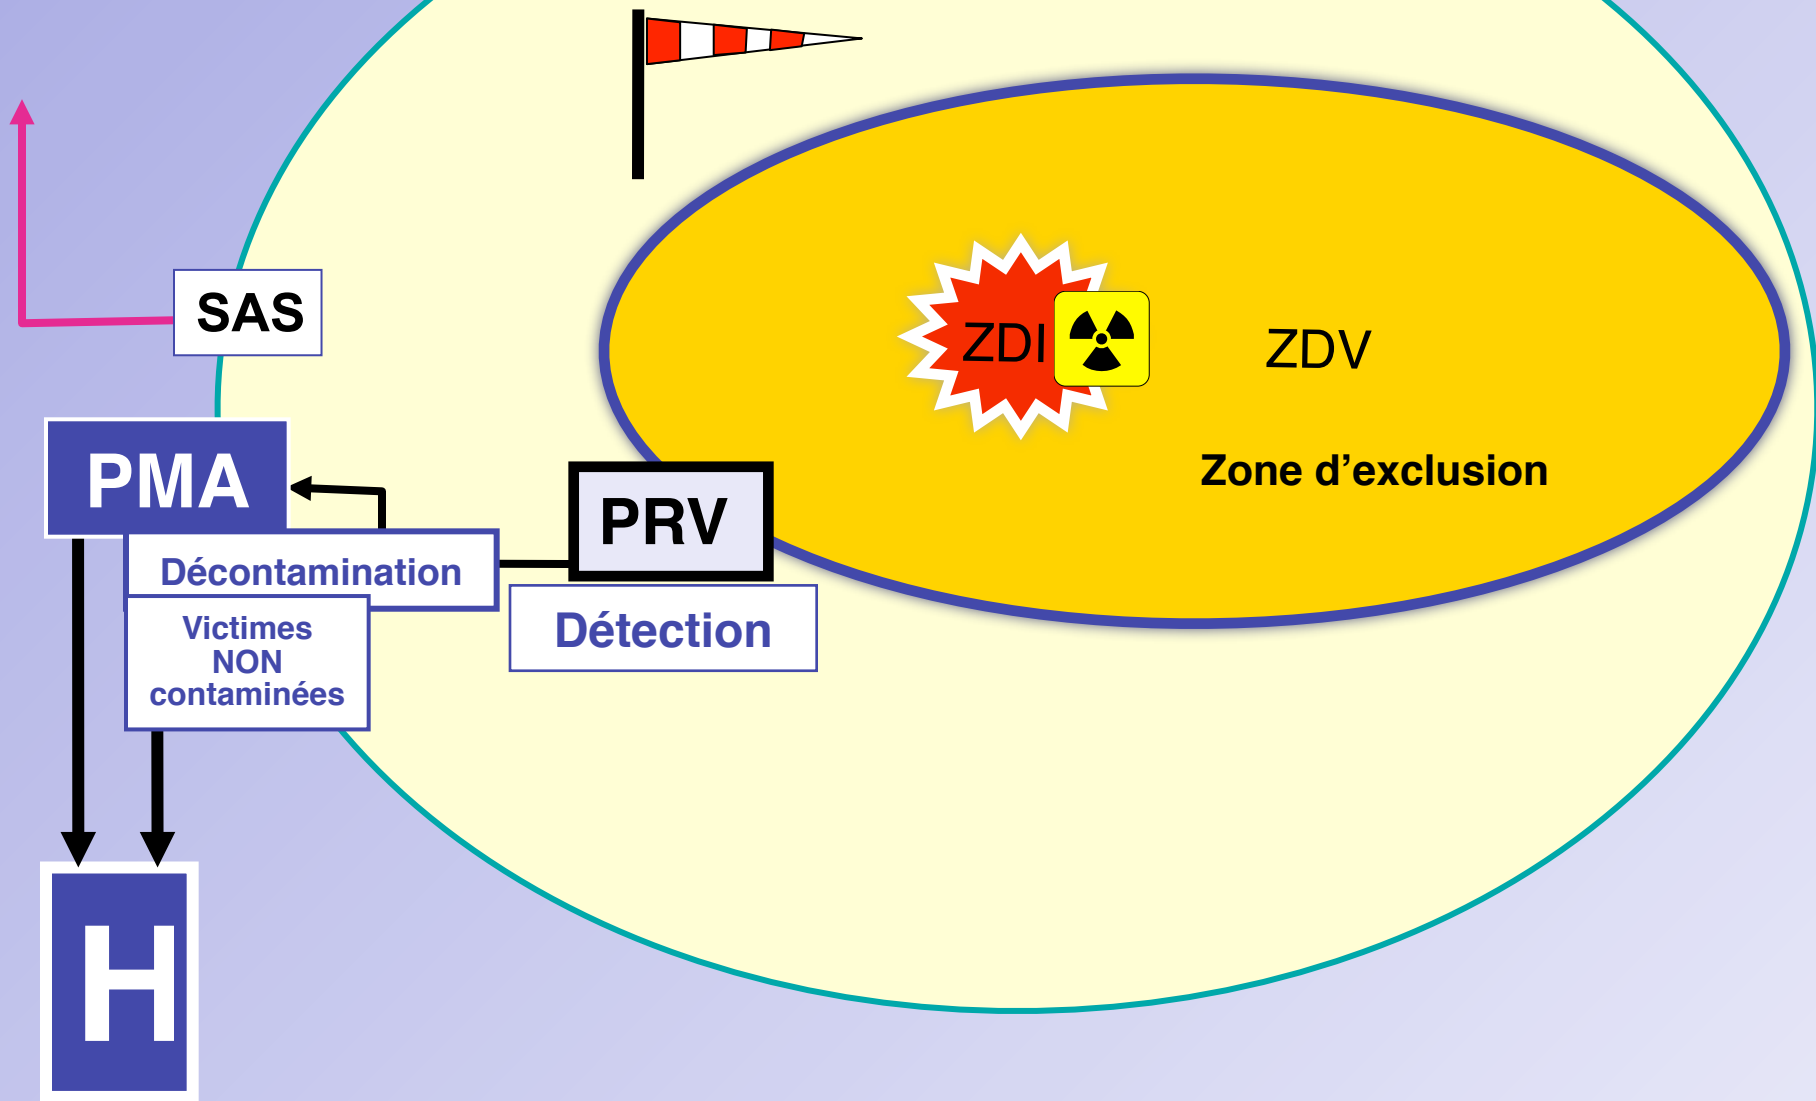 SAS
ZDI
ZDV
Zone d’exclusion
PMA
PRV
Décontamination
Détection
Victimes
NON
contaminées
H